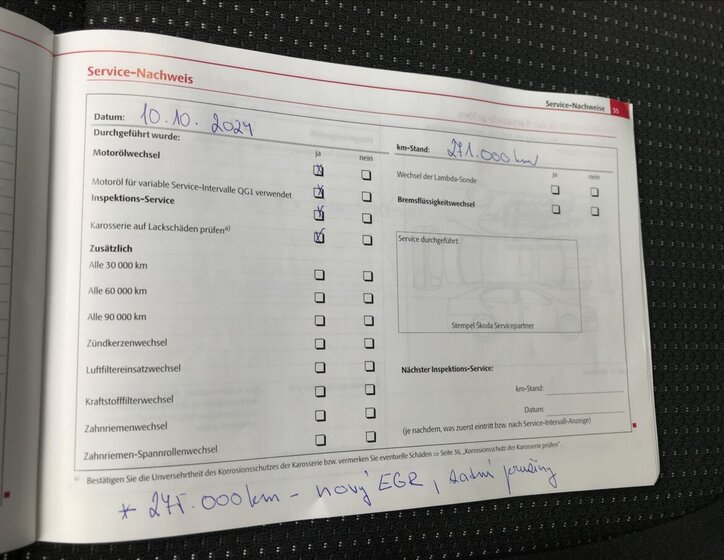 Service-Nachweis
Service-Nachweise 35
Datum: 10.10.2024
km-Stand: 271.000 km
Durchgeführt wurde:
ja nein
ja nein
Motorölwechsel
Wechsel der Lambda-Sonde
Motoröl für variable Service-Intervalle QG1 verwendet
Bremsflüssigkeitswechsel
Inspektions-Service
Karosserie auf Lackschäden prüfen a)
Service durchgeführt:
Zusätzlich
Alle 30 000 km
Alle 60 000 km
Alle 90 000 km
Stempel Škoda Servicepartner
Zündkerzenwechsel
Luftfiltereinsatzwechsel
Nächster Inspektions-Service:
Kraftstofffilterwechsel
km-Stand:
Zahnriemenwechsel
Datum:
(je nachdem, was zuerst eintritt bzw. nach Service-Intervall-Anzeige)
Zahnriemen-Spannrollenwechsel
a) Bestätigen Sie die Unversehrtheit des Korrosionsschutzes der Karosserie bzw. vermerken Sie eventuelle Schäden ⇒ Seite 36, „Korrosionsschutz der Karosserie prüfen".
* 275.000 km - nový EGR, zadní pružiny